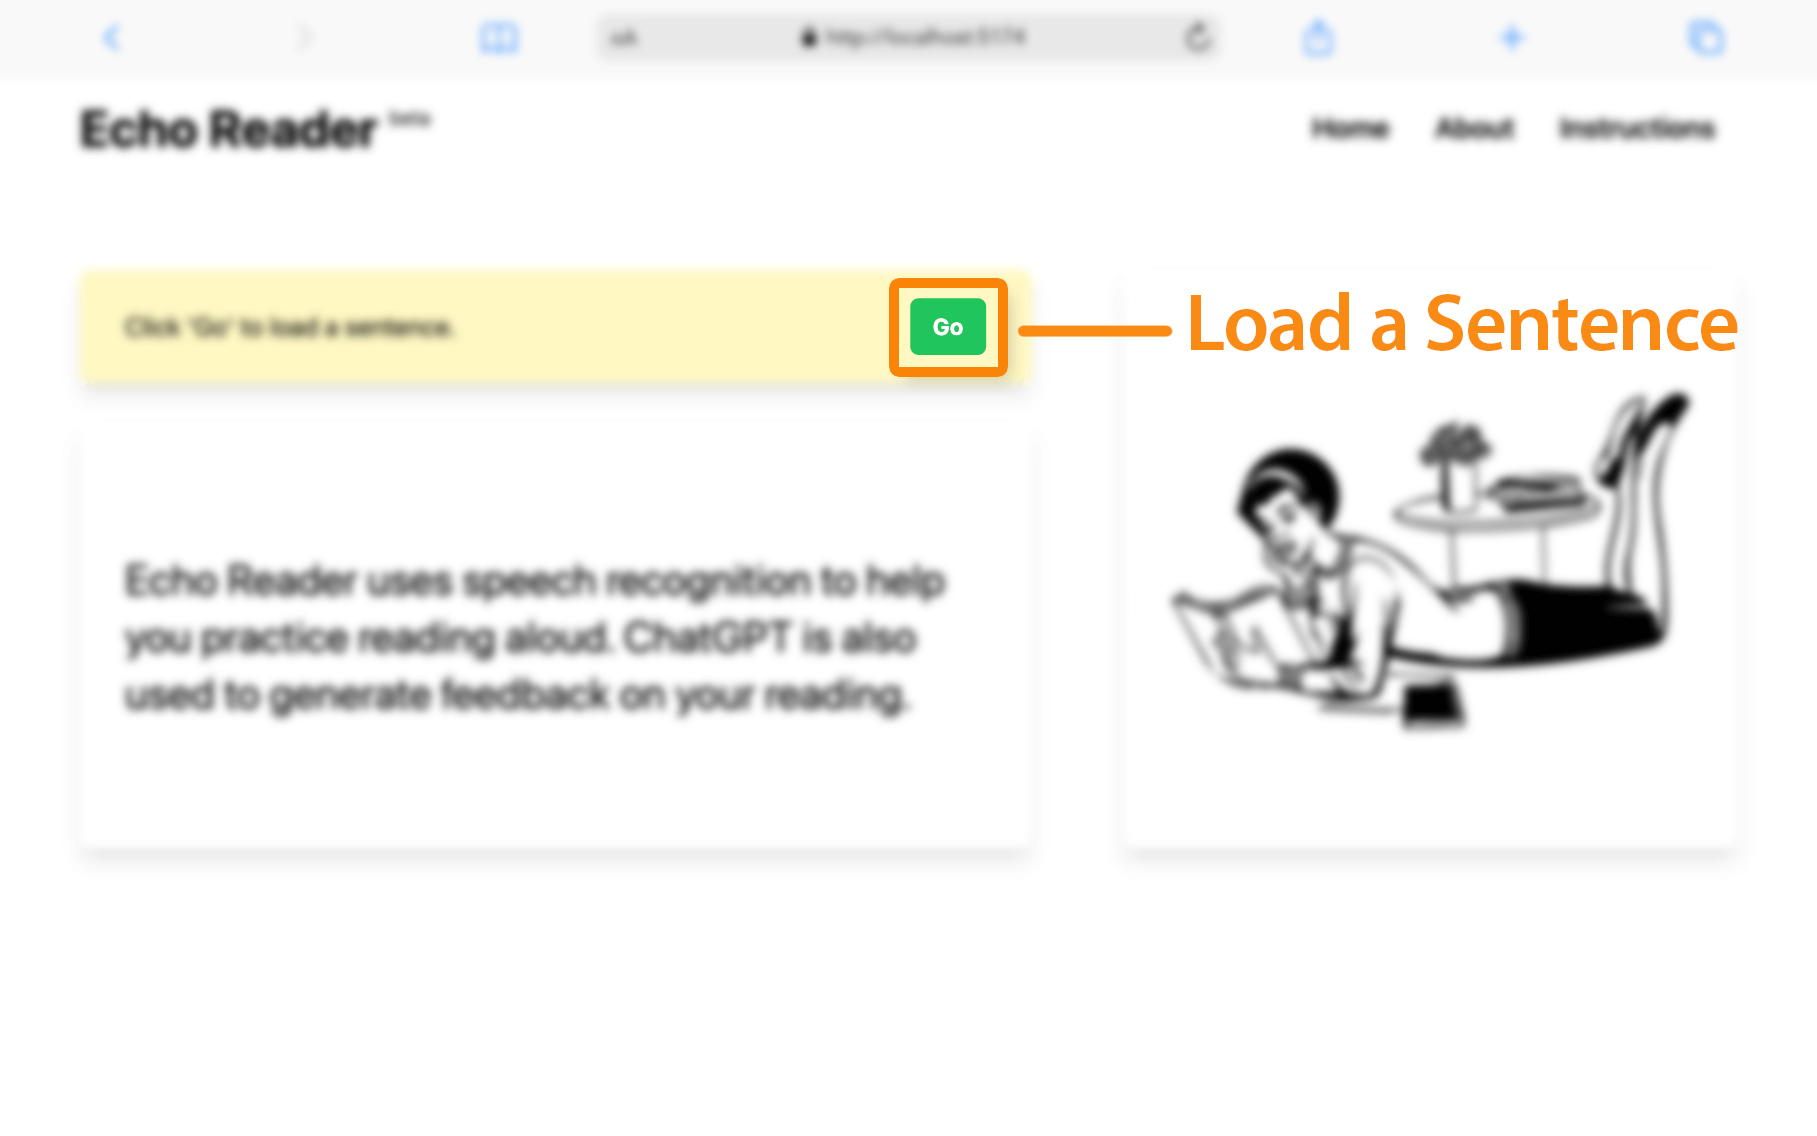 AA http://localhost:5174
Echo Reader beta
Home About Instructions
Click 'Go' to load a sentence.
Go
Load a Sentence
Echo Reader uses speech recognition to help
you practice reading aloud. ChatGPT is also
used to generate feedback on your reading.